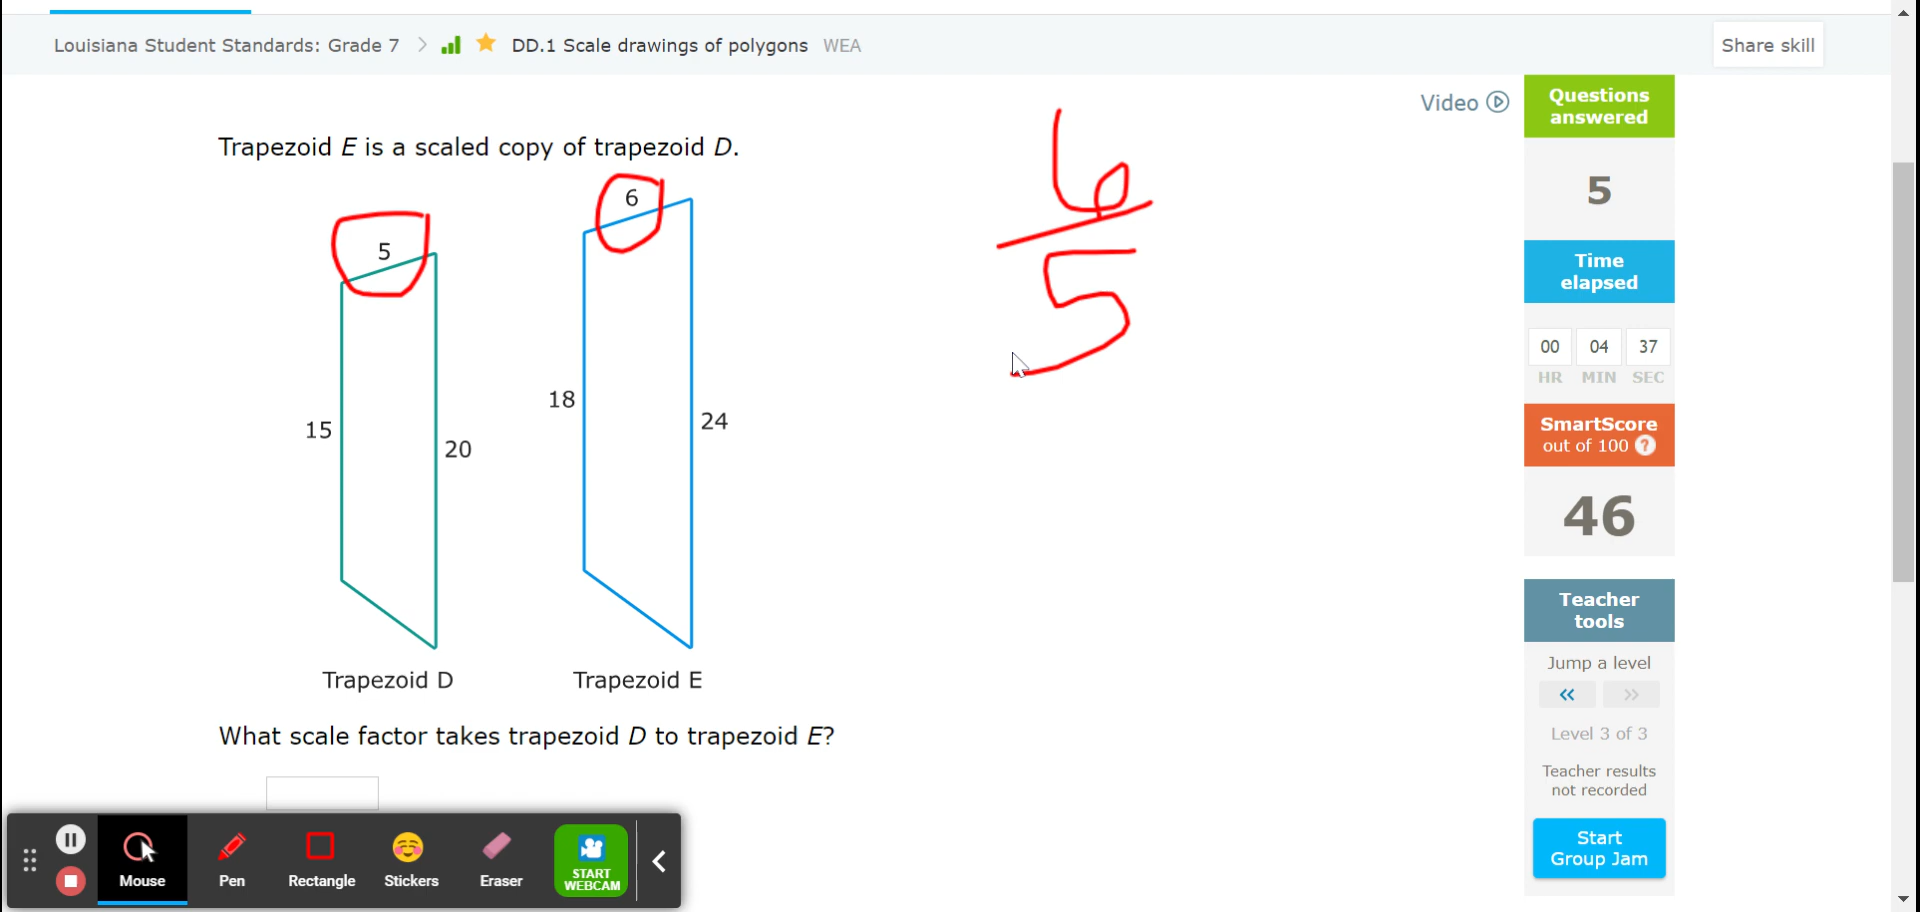 Louisiana Student Standards: Grade 7 > DD.1 Scale drawings of polygons WEA
Share skill
Video
Trapezoid E is a scaled copy of trapezoid D.
5
6
15
20
18
24
Trapezoid D
Trapezoid E
What scale factor takes trapezoid D to trapezoid E?
6
5
Questions
answered
5
Time
elapsed
00 04 37
HR MIN SEC
SmartScore
out of 100 ?
46
Teacher
tools
Jump a level
« »
Level 3 of 3
Teacher results
not recorded
Start
Group Jam
Mouse
Pen
Rectangle
Stickers
Eraser
START
WEBCAM